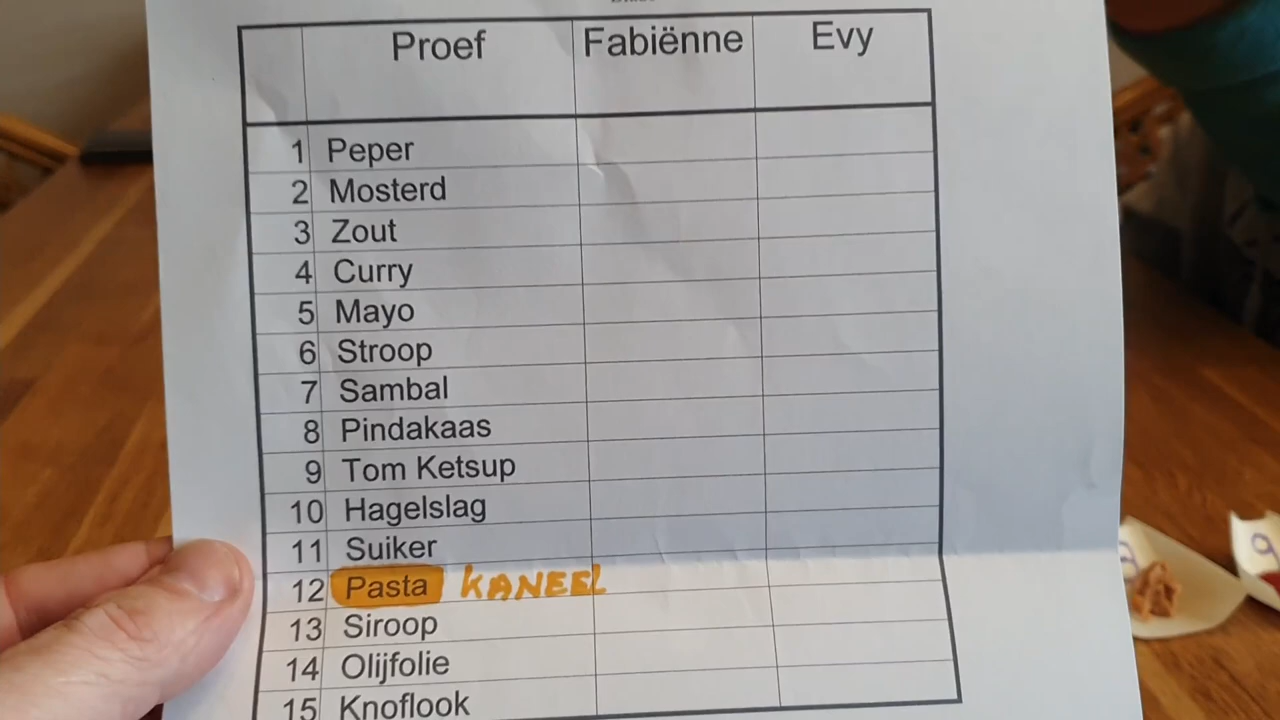 Proef Fabiënne Evy
1 Peper
2 Mosterd
3 Zout
4 Curry
5 Mayo
6 Stroop
7 Sambal
8 Pindakaas
9 Tom Ketsup
10 Hagelslag
11 Suiker
12 Pasta KANEEL
13 Siroop
14 Olijfolie
15 Knoflook
9